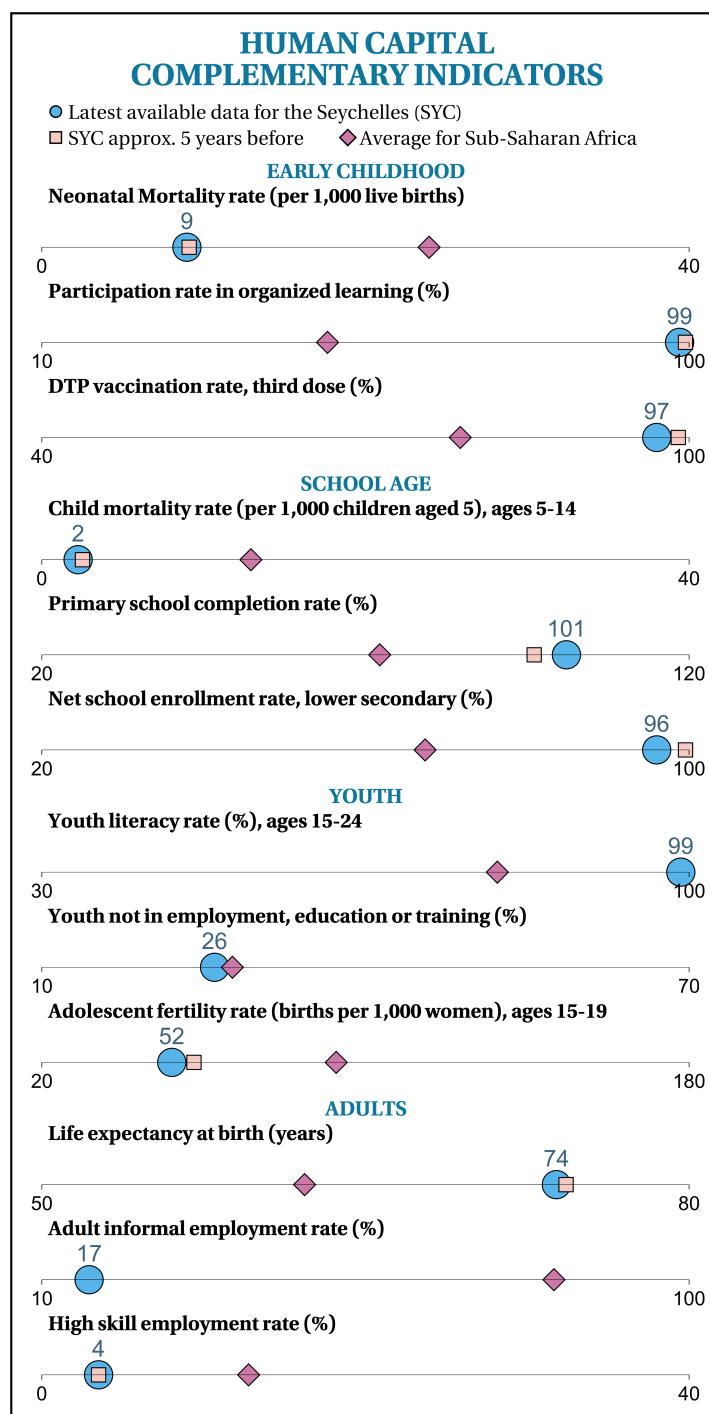 HUMAN CAPITAL
COMPLEMENTARY INDICATORS
Latest available data for the Seychelles (SYC)
SYC approx. 5 years before Average for Sub-Saharan Africa
EARLY CHILDHOOD
Neonatal Mortality rate (per 1,000 live births)
9
0 40
Participation rate in organized learning (%)
99
10 100
DTP vaccination rate, third dose (%)
97
40 100
SCHOOL AGE
Child mortality rate (per 1,000 children aged 5), ages 5-14
2
0 40
Primary school completion rate (%)
101
20 120
Net school enrollment rate, lower secondary (%)
96
20 100
YOUTH
Youth literacy rate (%), ages 15-24
99
30 100
Youth not in employment, education or training (%)
26
10 70
Adolescent fertility rate (births per 1,000 women), ages 15-19
52
20 180
ADULTS
Life expectancy at birth (years)
74
50 80
Adult informal employment rate (%)
17
10 100
High skill employment rate (%)
4
0 40